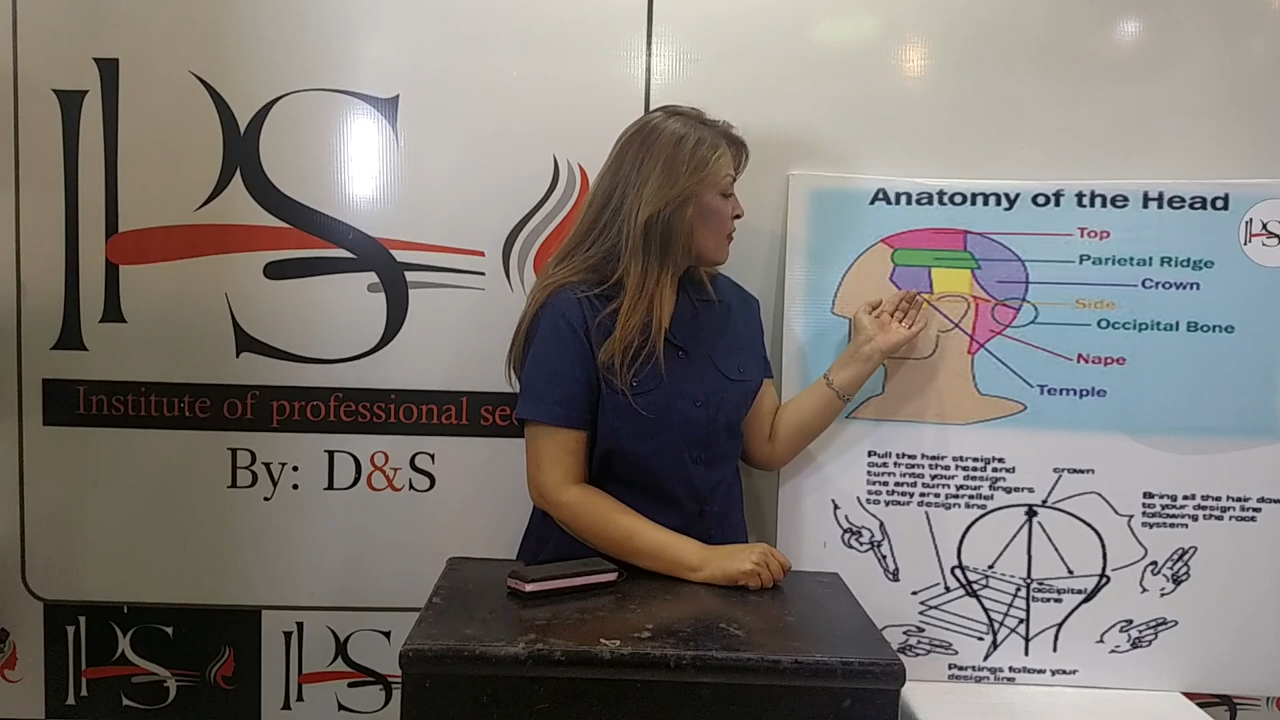 IPS
Institute of professional se
By: D&S
Anatomy of the Head
IPS
Top
Parietal Ridge
Crown
Side
Occipital Bone
Nape
Temple
Pull the hair straight
out from the head and
turn into your design
line and turn your fingers
so they are parallel
to your design line
crown
Bring all the hair dow
to your design line
following the root
system
occipital
bone
Partings follow your
design line
IPS
IPS